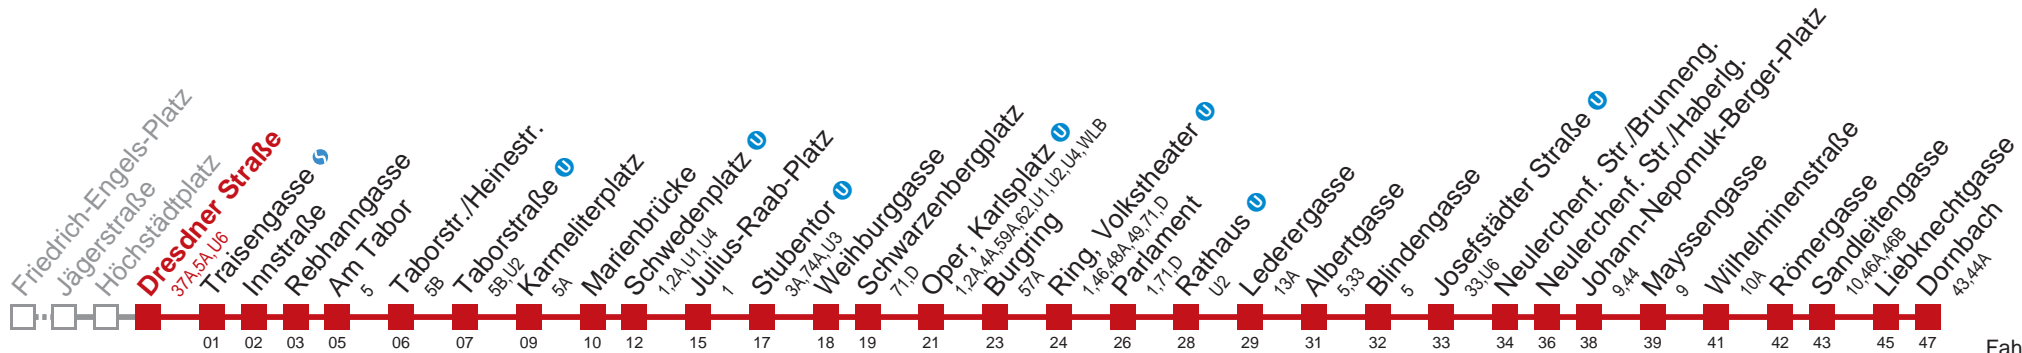 Friedrich-Engels-Platz
Jägerstraße
Höchstädtplatz
Dresdner Straße
37A,5A,U6
Traisengasse
01
Innstraße
02
Rebhanngasse
03
Am Tabor
5
05
Taborstr./Heinestr.
5B
06
Taborstraße U
5B,U2
07
Karmeliterplatz
5A
09
Marienbrücke
10
Schwedenplatz U
1,2A,U1,U4
12
Julius-Raab-Platz
1
15
Stubentor U
3A,74A,U3
17
Weihburggasse
18
Schwarzenbergplatz
71,D
19
Oper, Karlsplatz U
1,2A,4A,59A,62,U1,U2,U4,WLB
21
Burgring
57A
23
Ring, Volkstheater U
1,46,48A,49,71,D
24
Parlament
1,71,D
26
Rathaus U
U2
28
Lederergasse
13A
29
Albertgasse
5,33
31
Blindengasse
5
32
Josefstädter Straße U
33,U6
33
Neulerchenf. Str./Brunneng.
34
Neulerchenf. Str./Haberlg.
36
Johann-Nepomuk-Berger-Platz
9,44
38
Mayssengasse
9
39
Wilhelminenstraße
10A
41
Römergasse
42
Sandleitengasse
10,46A,46B
43
Liebknechtgasse
45
Dornbach
43,44A
47
Fah